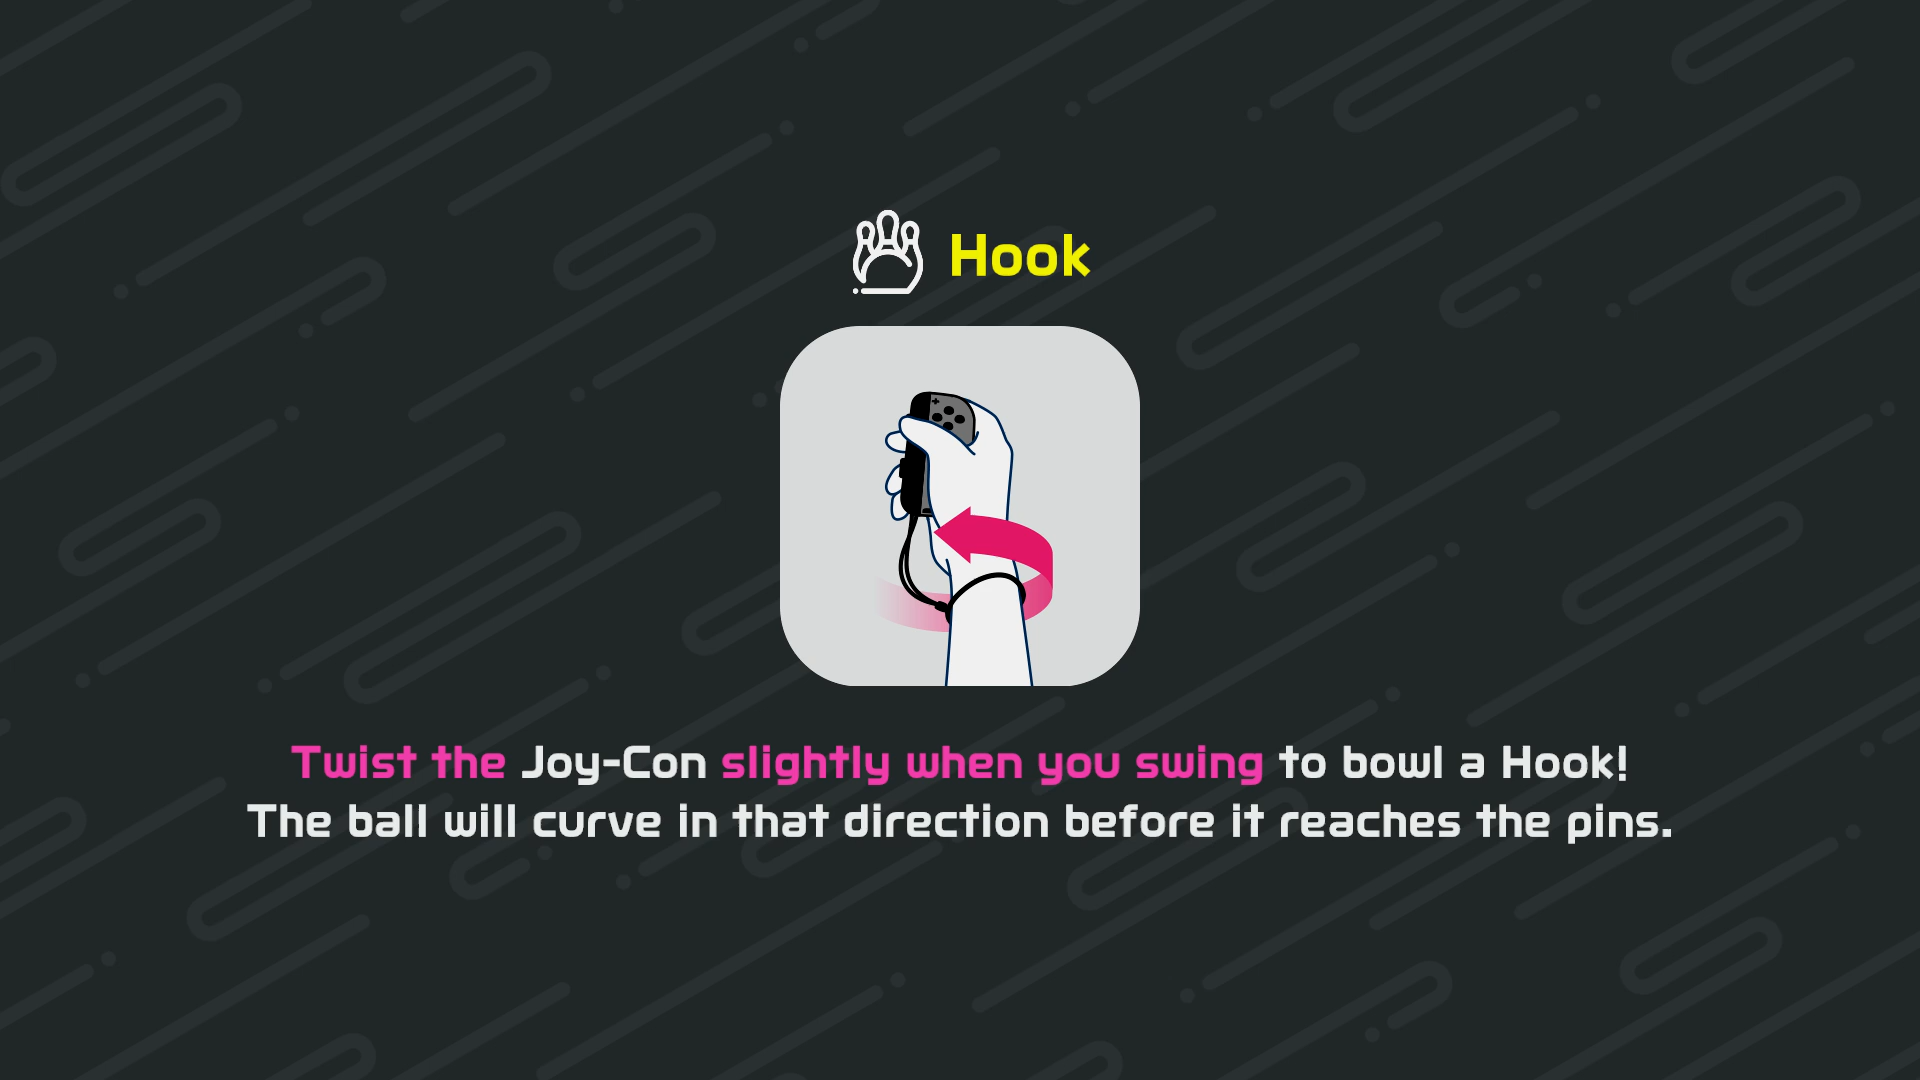 Hook
Twist the Joy-Con slightly when you swing to bowl a Hook!
The ball will curve in that direction before it reaches the pins.